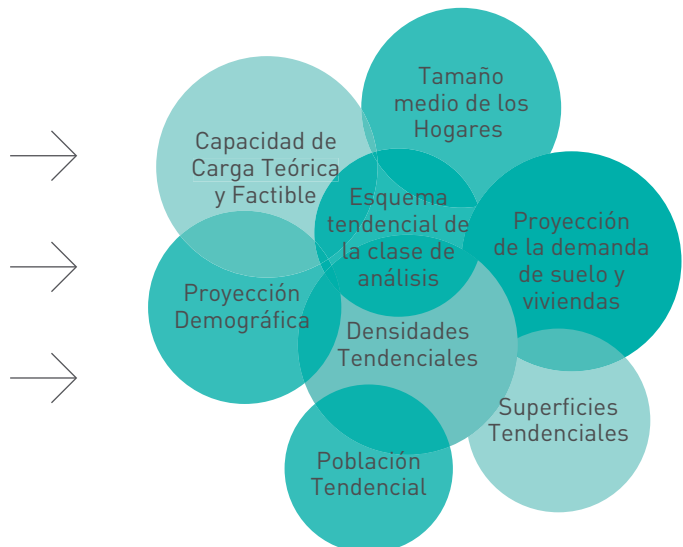 Tamaño
medio de los
Hogares
Capacidad de
Carga Teórica
y Factible
Esquema
tendencial de
la clase de
análisis
Proyección
de la demanda
de suelo y
viviendas
Proyección
Demográfica
Densidades
Tendenciales
Superficies
Tendenciales
Población
Tendencial